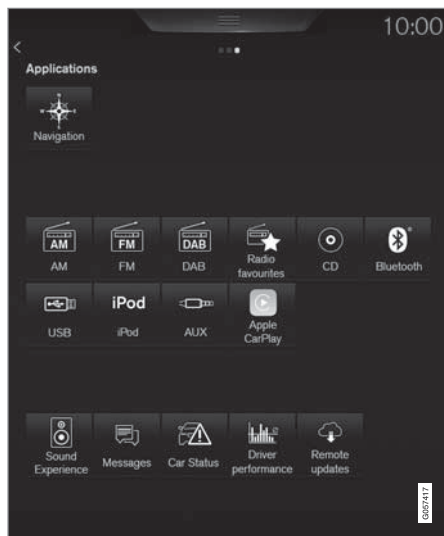 10:00
Applications
Navigation
AM
FM
DAB
AM
FM
DAB
Radio
favourites
CD
Bluetooth
iPod
USB
iPod
AUX
Apple
CarPlay
Sound
Experience
Messages
Car Status
Driver
performance
Remote
updates
G057417